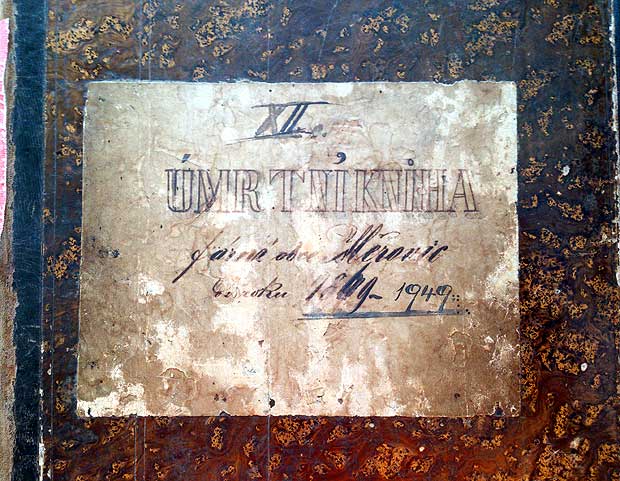 XII.
ÚMRTNÍ KNIHA
farní obce Měrovic
od roku 1869-1949.